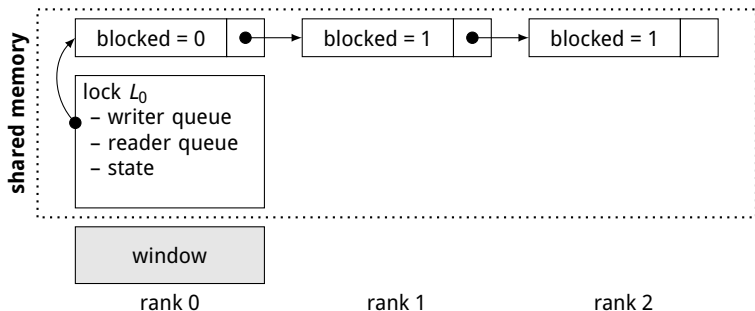 shared memory
blocked = 0
blocked = 1
blocked = 1
lock L0
– writer queue
– reader queue
– state
window
rank 0
rank 1
rank 2